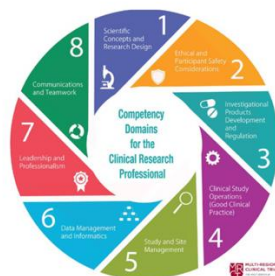 1
Scientific
Concepts and
Research Design
2
Ethical and
Participant Safety
Considerations
3
Investigational
Products
Development
and
Regulation
4
Clinical Study
Operations
(Good Clinical
Practice)
5
Study and Site
Management
6
Data Management
and Informatics
7
Leadership and
Professionalism
8
Communications
and Teamwork
Competency
Domains
for the
Clinical Research
Professional
MULTI-REGION
CLINICAL TR